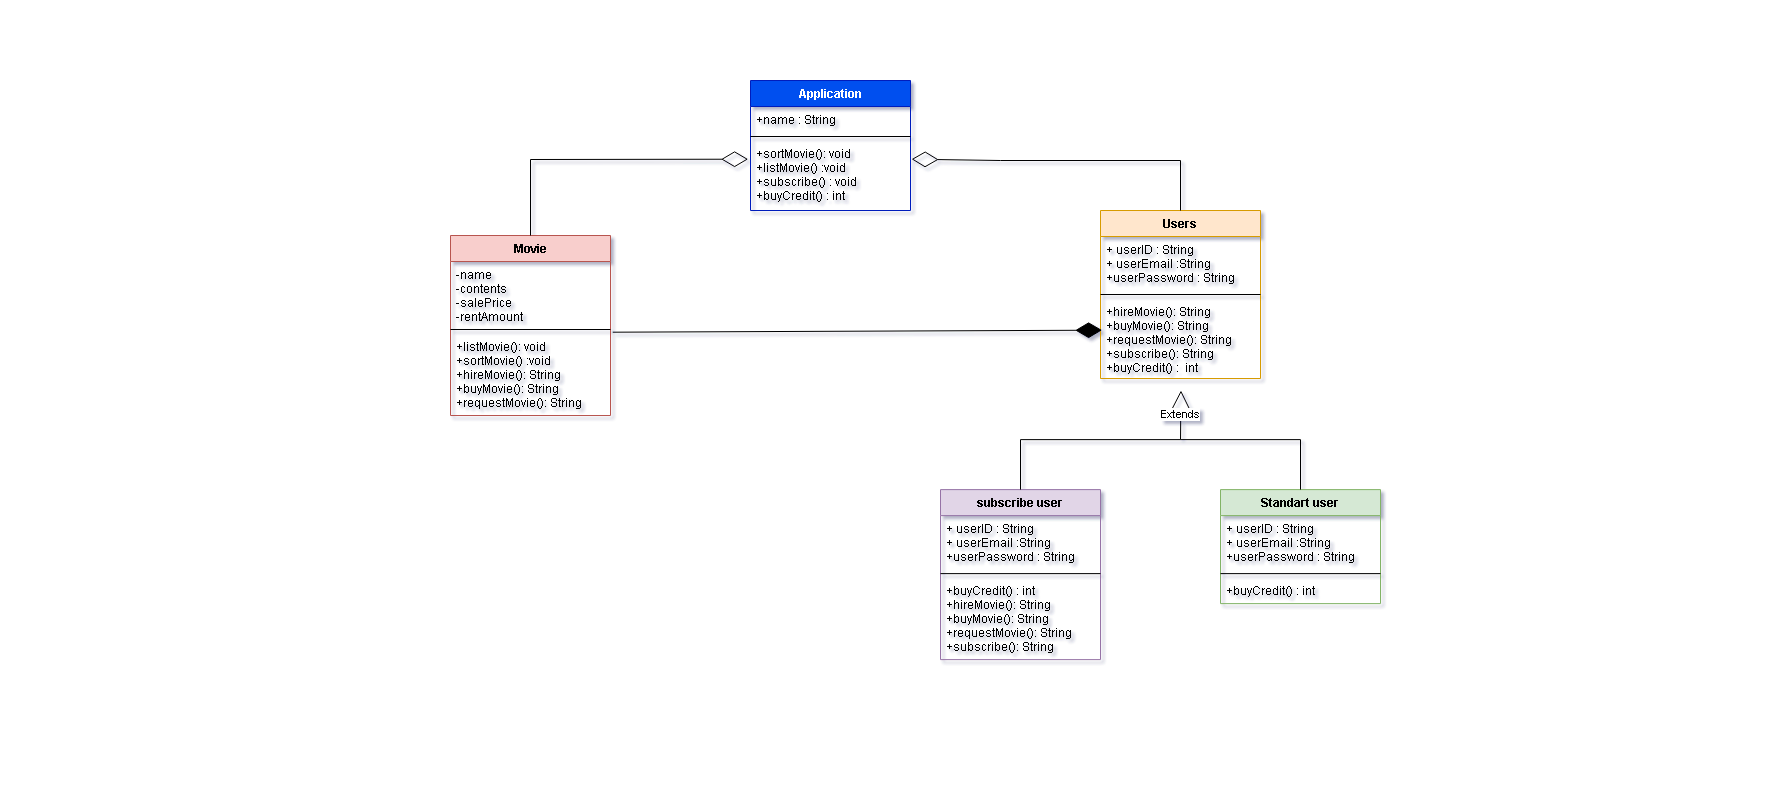 Application
+name : String
+sortMovie(): void
+listMovie() :void
+subscribe() : void
+buyCredit() : int
Movie
-name
-contents
-salePrice
-rentAmount
+listMovie(): void
+sortMovie() :void
+hireMovie(): String
+buyMovie(): String
+requestMovie(): String
Users
+ userID : String
+ userEmail :String
+userPassword : String
+hireMovie(): String
+buyMovie(): String
+requestMovie(): String
+subscribe(): String
+buyCredit() : int
Extends
subscribe user
+ userID : String
+ userEmail :String
+userPassword : String
+buyCredit() : int
+hireMovie(): String
+buyMovie(): String
+requestMovie(): String
+subscribe(): String
Standart user
+ userID : String
+ userEmail :String
+userPassword : String
+buyCredit() : int